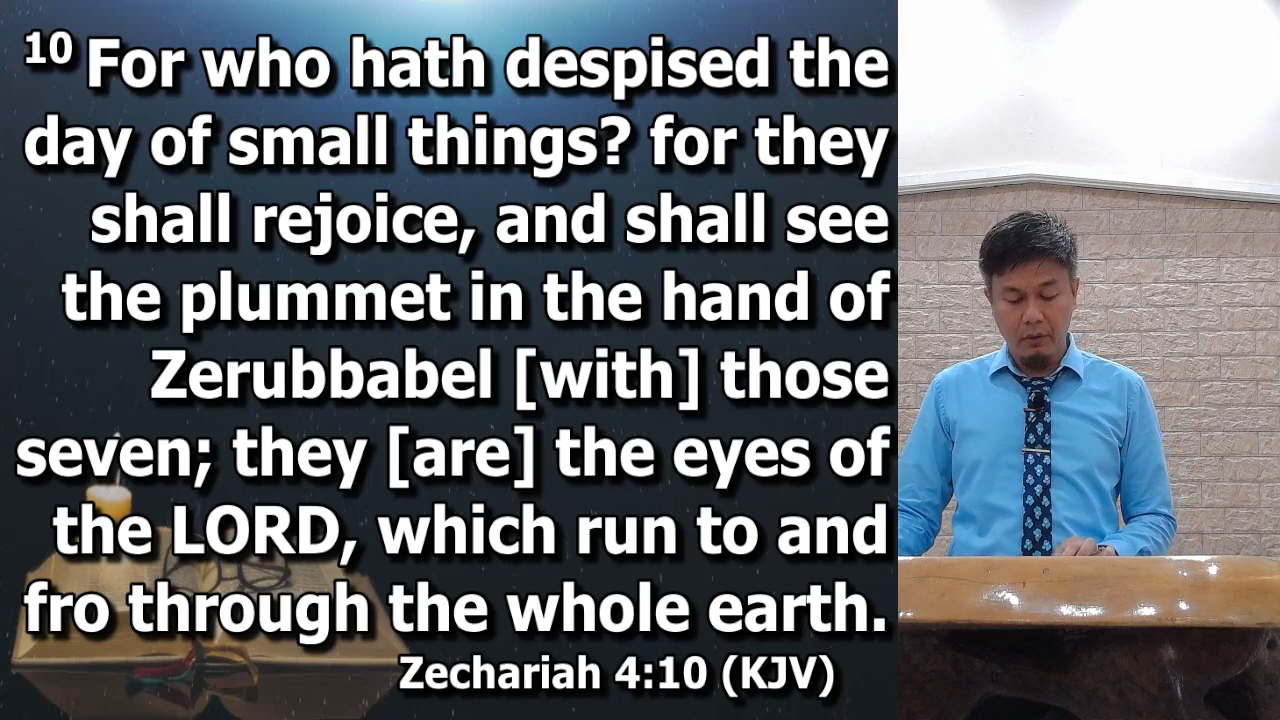 10 For who hath despised the
day of small things? for they
shall rejoice, and shall see
the plummet in the hand of
Zerubbabel [with] those
seven; they [are] the eyes of
the LORD, which run to and
fro through the whole earth.
Zechariah 4:10 (KJV)